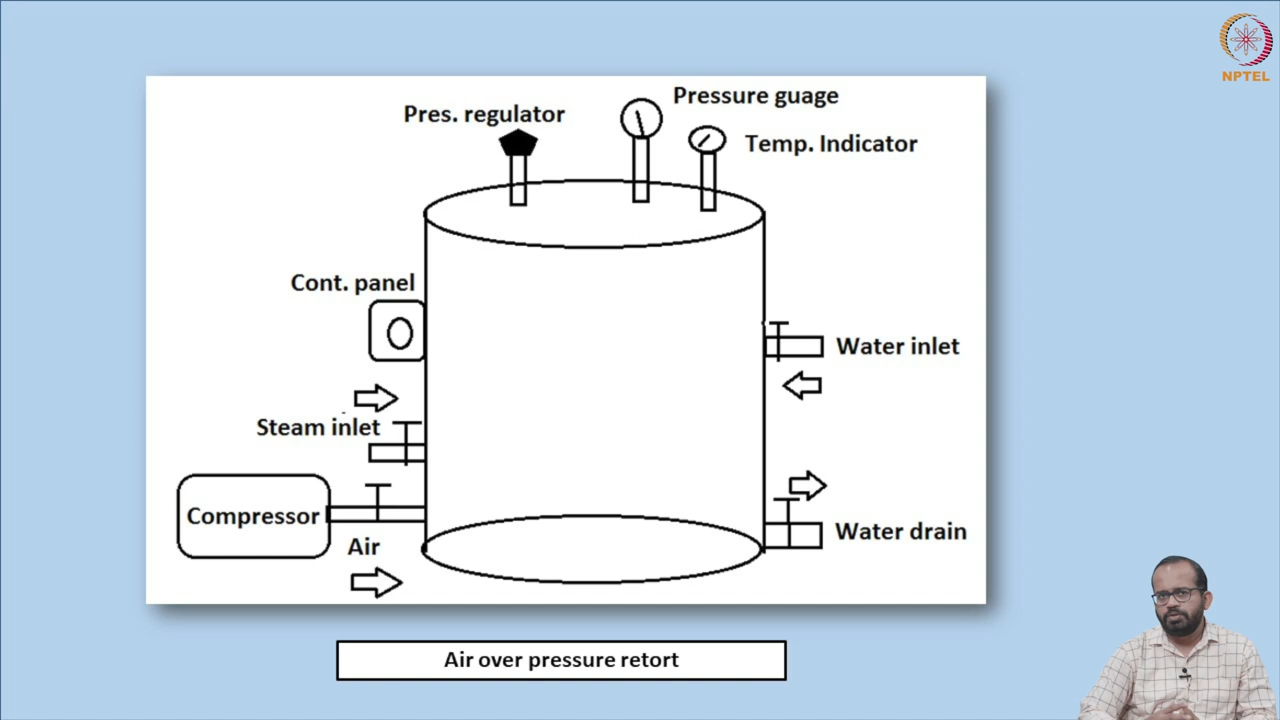 NPTEL
Pressure guage
Pres. regulator
Temp. Indicator
Cont. panel
Water inlet
Steam inlet
Compressor
Water drain
Air
Air over pressure retort